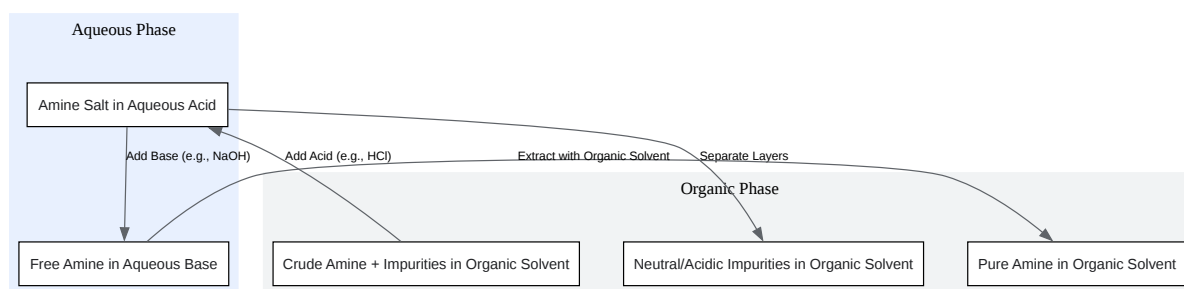 Aqueous Phase
Amine Salt in Aqueous Acid
Add Base (e.g., NaOH)
Add Acid (e.g., HCl)
Extract with Organic Solvent
Separate Layers
Organic Phase
Free Amine in Aqueous Base
Crude Amine + Impurities in Organic Solvent
Neutral/Acidic Impurities in Organic Solvent
Pure Amine in Organic Solvent